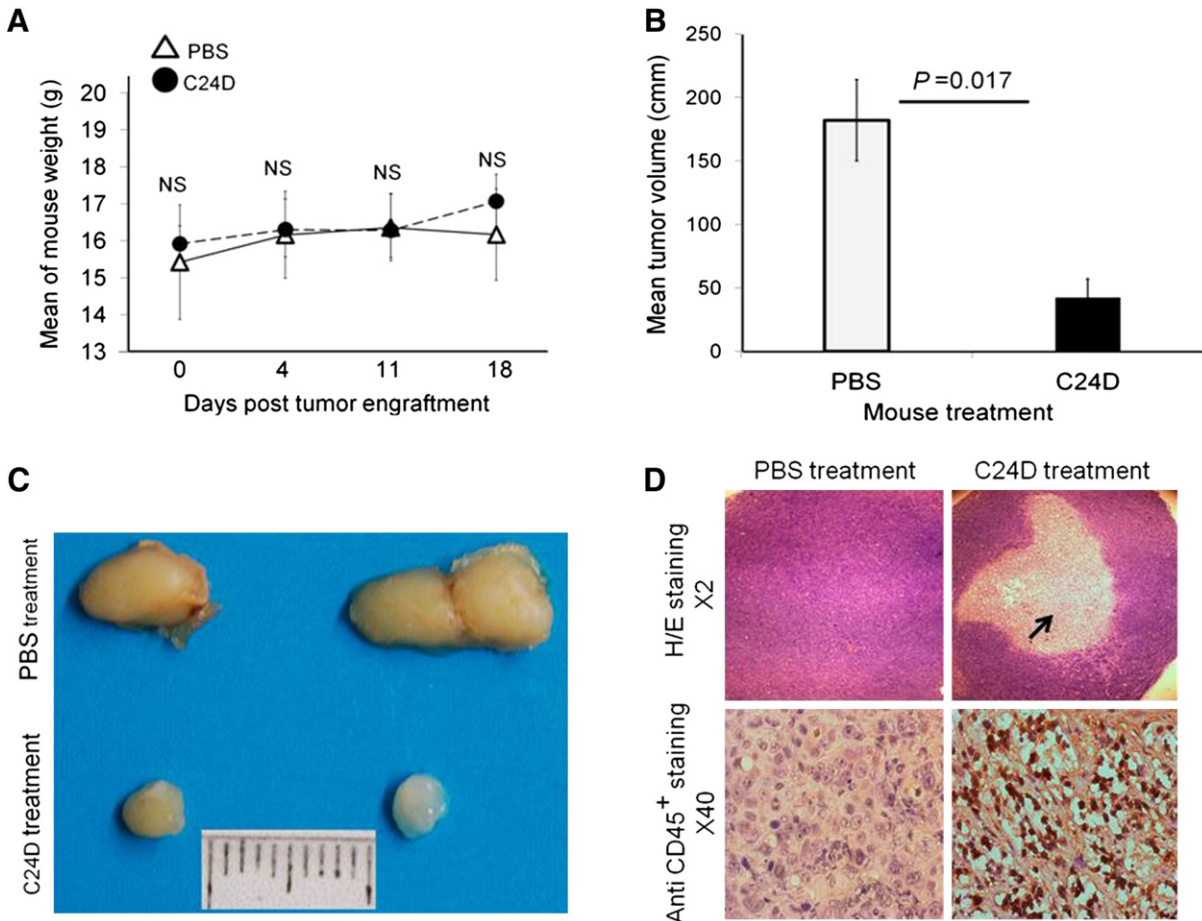 A
PBS
C24D
Mean of mouse weight (g)
20
19
18
17
16
15
14
13
NS
NS
NS
NS
0
4
11
18
Days post tumor engraftment
B
Mean tumor volume (cmm)
250
200
150
100
50
0
P=0.017
PBS
C24D
Mouse treatment
C
PBS treatment
C24D treatment
D
PBS treatment
C24D treatment
H/E staining
X2
Anti CD45+ staining
X40